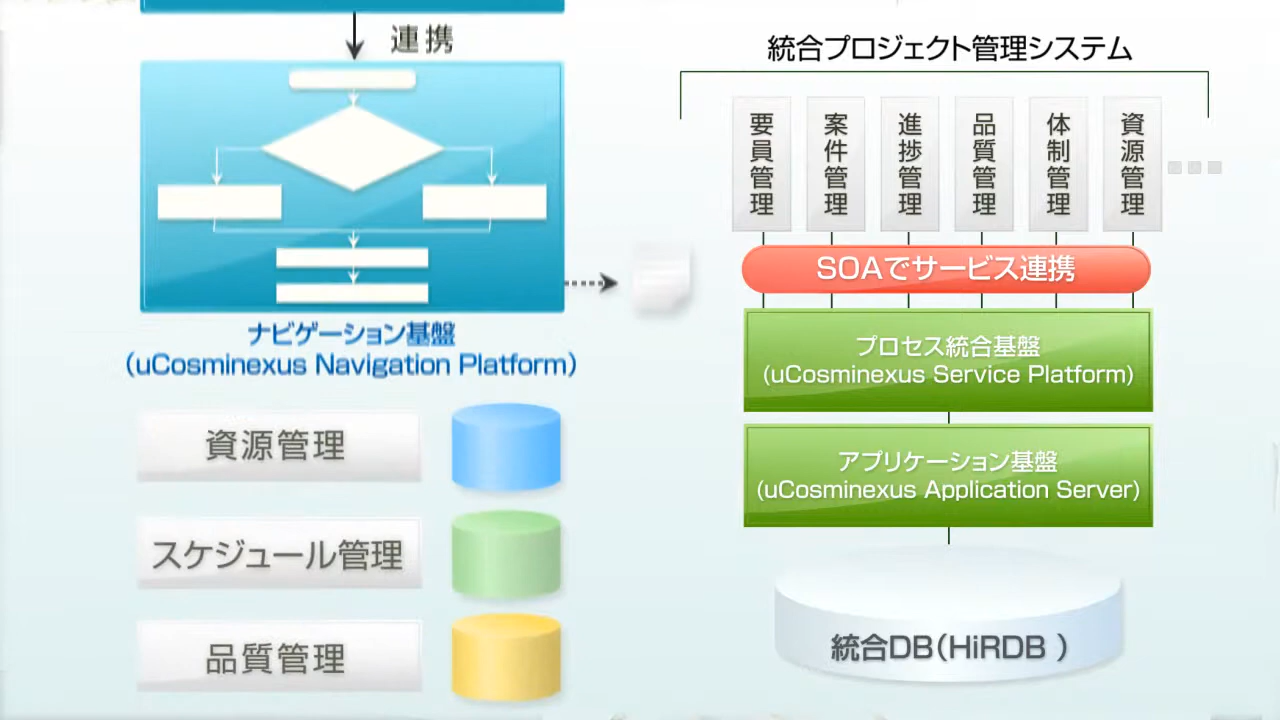 連携
ナビゲーション基盤
(uCosminexus Navigation Platform)
資源管理
スケジュール管理
品質管理
統合プロジェクト管理システム
要員管理
案件管理
進捗管理
品質管理
体制管理
資源管理
SOAでサービス連携
プロセス統合基盤
(uCosminexus Service Platform)
アプリケーション基盤
(uCosminexus Application Server)
統合DB(HiRDB )